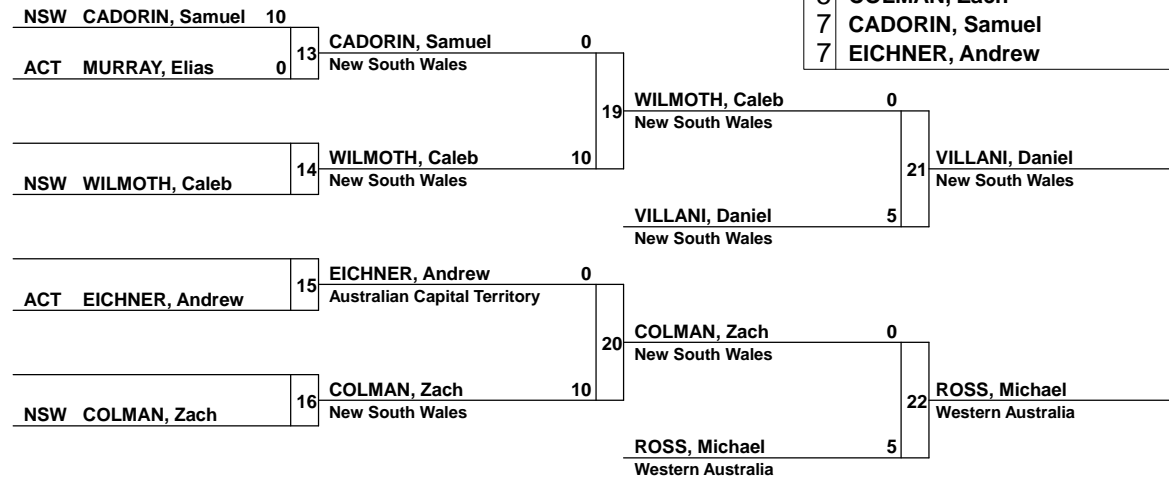 COLMAN, Zach
7 CADORIN, Samuel
7 EICHNER, Andrew
NSW CADORIN, Samuel 10
ACT MURRAY, Elias 0
13
CADORIN, Samuel 0
New South Wales
14
NSW WILMOTH, Caleb
WILMOTH, Caleb 10
New South Wales
19
WILMOTH, Caleb 0
New South Wales
VILLANI, Daniel 5
New South Wales
21
VILLANI, Daniel
New South Wales
15
ACT EICHNER, Andrew
EICHNER, Andrew 0
Australian Capital Territory
16
NSW COLMAN, Zach
COLMAN, Zach 10
New South Wales
20
COLMAN, Zach 0
New South Wales
ROSS, Michael 5
Western Australia
22
ROSS, Michael
Western Australia